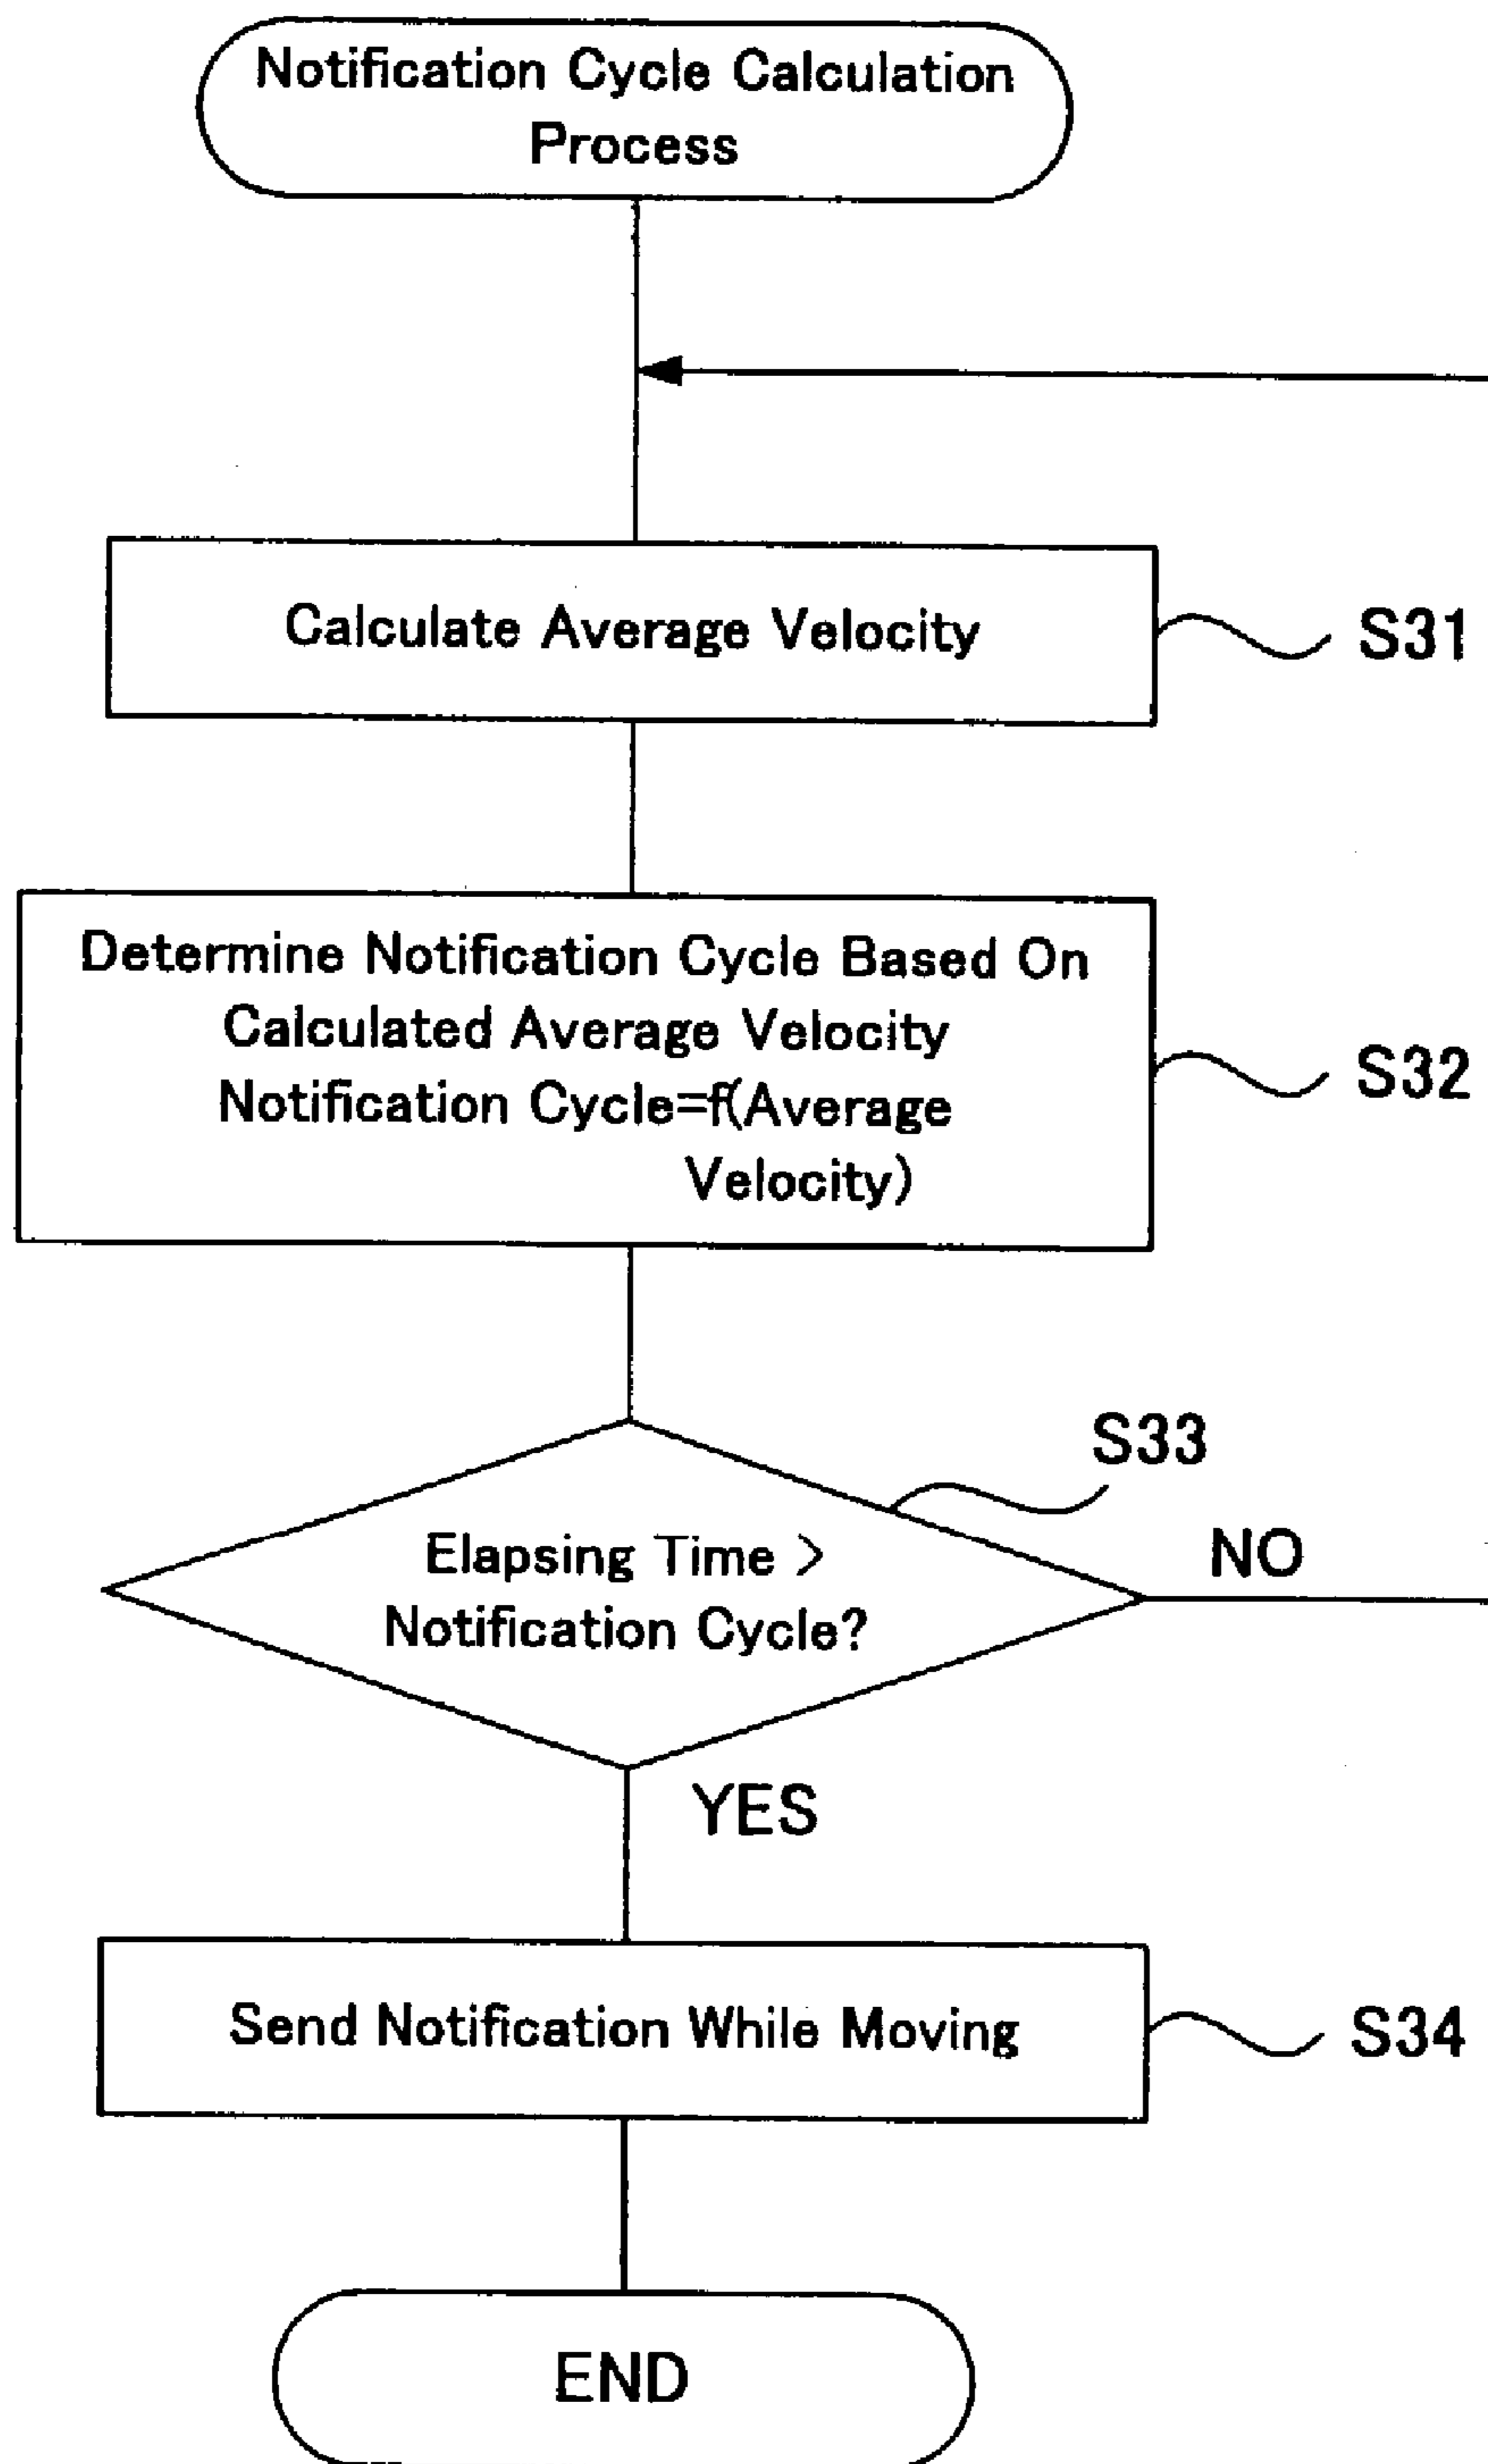 Notification Cycle Calculation
Process
Calculate Average Velocity
S31
Determine Notification Cycle Based On
Calculated Average Velocity
Notification Cycle=f(Average
Velocity)
S32
S33
Elapsing Time >
Notification Cycle?
NO
YES
Send Notification While Moving
S34
END